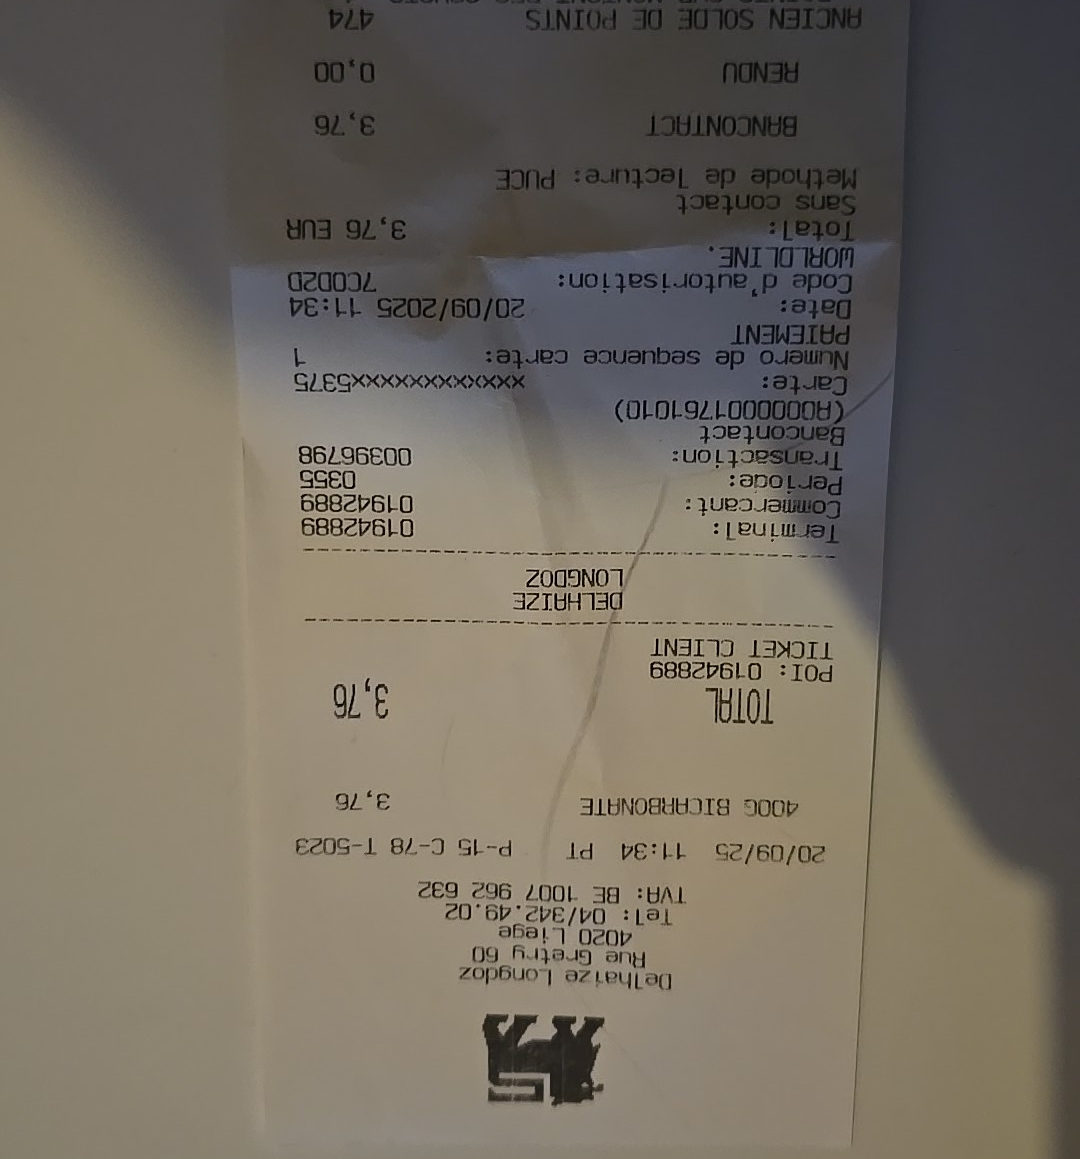 Delhaize Longdoz
Rue Gretry 60
4020 Liege
Tel: 04/342.49.02
TVA: BE 1007 962 632
20/09/25 11:34 PT P-15 C-78 T-5023
400G BICARBONATE 3,76
TOTAL 3,76
POI: 01942889
TICKET CLIENT
DELHAIZE
LONGDOZ
Terminal: 01942889
Commercant: 01942889
Periode: 0355
Transaction: 00396798
Bancontact
(A0000001761010)
Carte: xxxxxxxxxxxxx5375
Numero de sequence carte: 1
PAIEMENT
Date: 20/09/2025 11:34
Code d'autorisation: 7C0D2D
WORLDLINE.
Total: 3,76 EUR
Sans contact
Methode de lecture: PUCE
BANCONTACT 3,76
RENDU 0,00
ANCIEN SOLDE DE POINTS 474